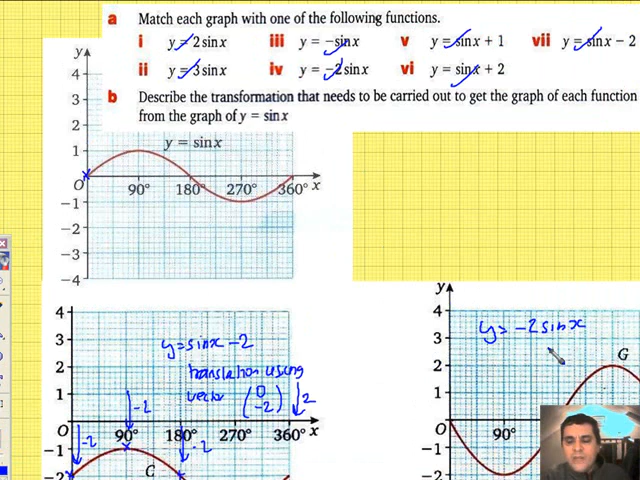 a Match each graph with one of the following functions.
i y = 2 sin x iii y = −sin x v y = sin x + 1 vii y = sin x − 2
ii y = 3 sin x iv y = −2 sin x vi y = sin x + 2
b Describe the transformation that needs to be carried out to get the graph of each function
from the graph of y = sin x
y
4
3
2
1
O
−1
−2
−3
−4
y = sin x
90° 180° 270° 360° x
4
3
2
1
O
−1
−2
y = sinx − 2
translation using
vector (0 −2)
−2
−2
−2
2
90° 180° 270° 360° x
G
y
4
3
2
1
O
−1
−2
y = −2 sinx
G
90°